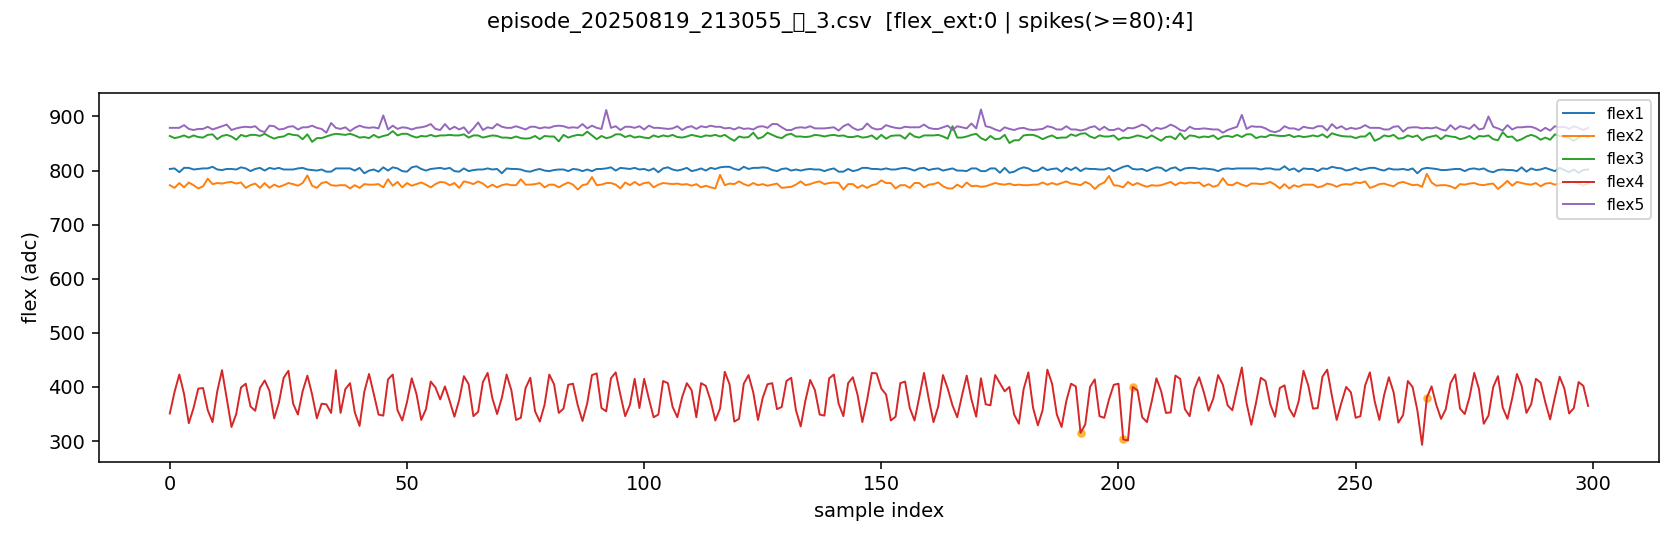 episode_20250819_213055_▯_3.csv  [flex_ext:0 | spikes(>=80):4]
900
800
700
600
500
400
300
flex (adc)
0
50
100
150
200
250
300
sample index
flex1
flex2
flex3
flex4
flex5